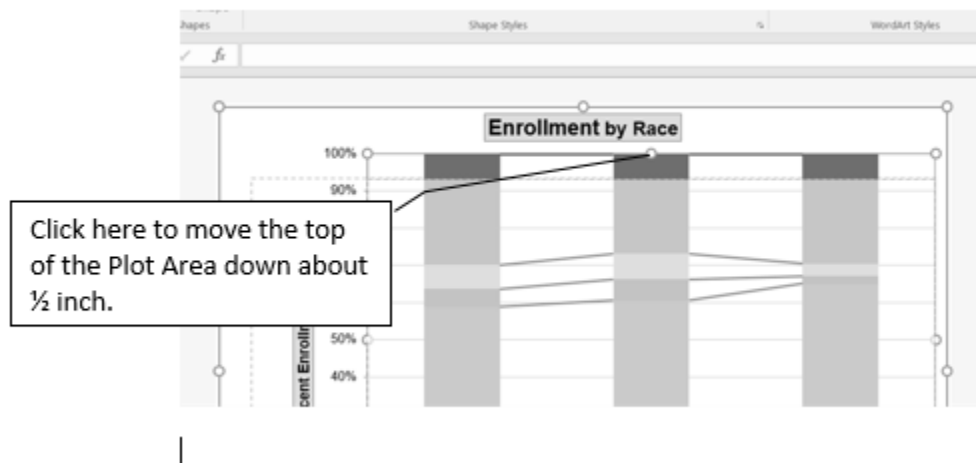 Shapes Shape Styles WordArt Styles
fx
Enrollment by Race
100%
90%
Click here to move the top
of the Plot Area down about
½ inch.
50%
40%
cent Enrollm